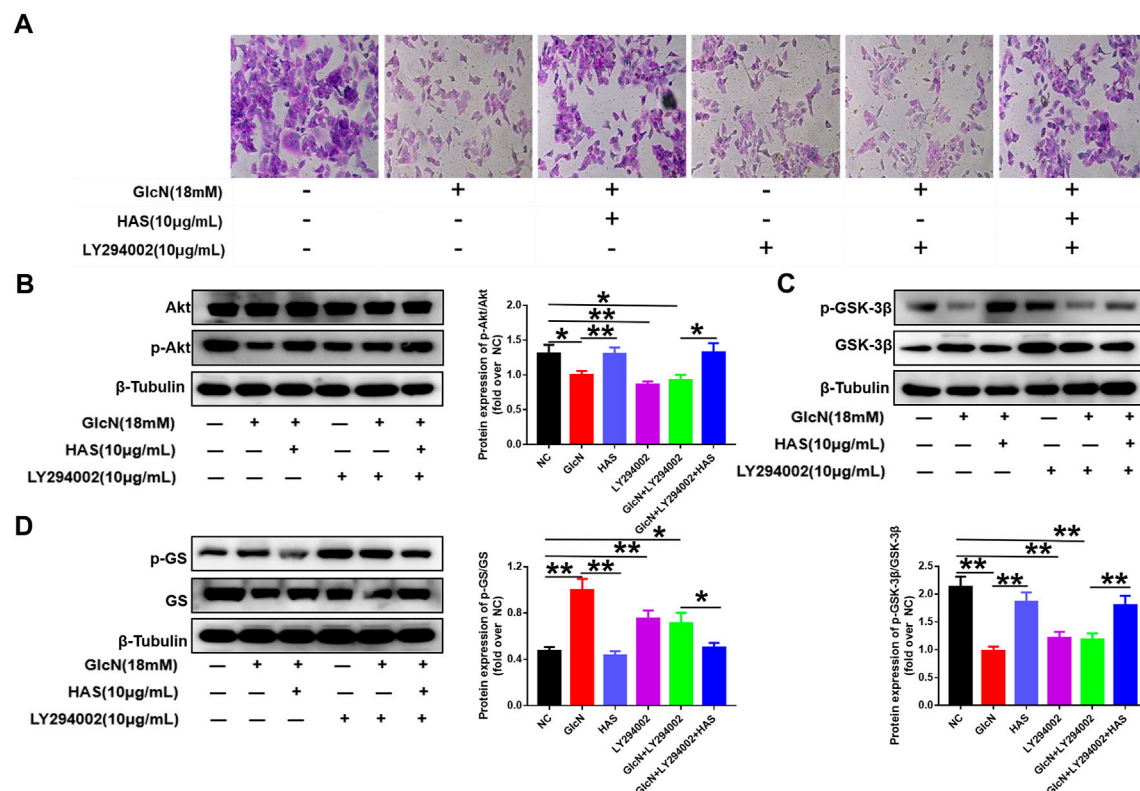 A
GlcN(18mM) - + + - + +
HAS(10μg/mL) - - + - - +
LY294002(10μg/mL) - - - + + +
B
Akt
p-Akt
β-Tubulin
GlcN(18mM) — + + — + +
HAS(10μg/mL) — — + — — +
LY294002(10μg/mL) — — — + + +
Protein expression of p-Akt/Akt
(fold over NC)
2.0
1.5
1.0
0.5
0.0
*
**
* ** *
NC
GlcN
HAS
LY294002
GlcN+LY294002
GlcN+LY294002+HAS
C
p-GSK-3β
GSK-3β
β-Tubulin
GlcN(18mM) — + + — + +
HAS(10μg/mL) — — + — — +
LY294002(10μg/mL) — — — + + +
D
p-GS
GS
β-Tubulin
GlcN(18mM) — + + — + +
HAS(10μg/mL) — — + — — +
LY294002(10μg/mL) — — — + + +
Protein expression of p-GS/GS
(fold over NC)
1.2
0.8
0.4
0.0
*
**
** **
*
NC
GlcN
HAS
LY294002
GlcN+LY294002
GlcN+LY294002+HAS
Protein expression of p-GSK-3β/GSK-3β
(fold over NC)
2.5
2.0
1.5
1.0
0.5
0.0
**
**
** ** **
NC
GlcN
HAS
LY294002
GlcN+LY294002
GlcN+LY294002+HAS